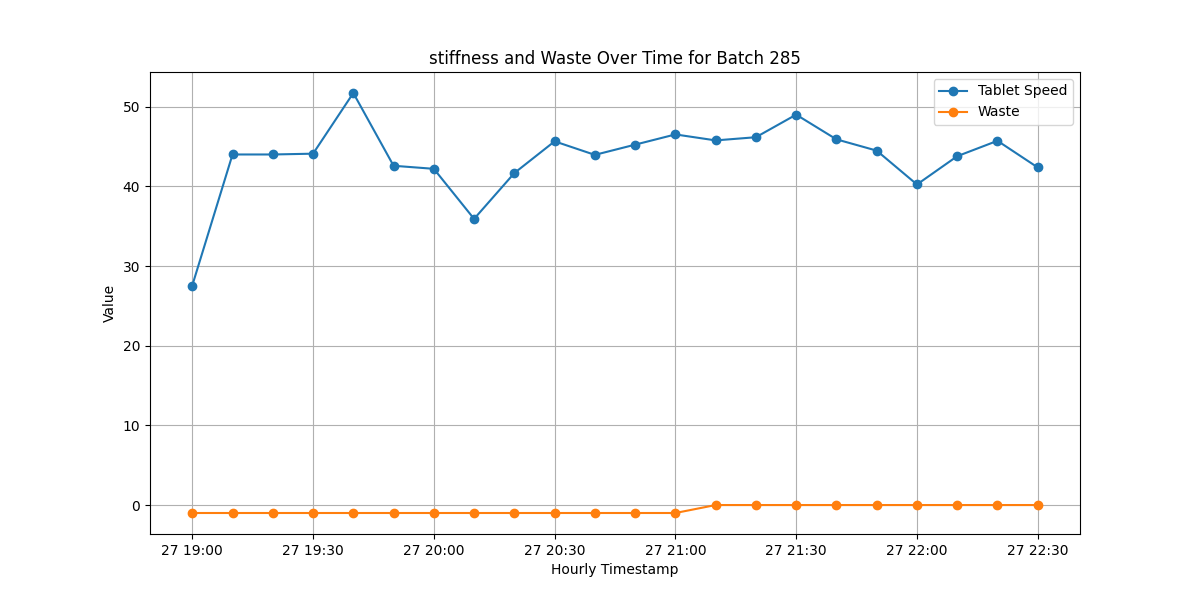 stiffness and Waste Over Time for Batch 285
Tablet Speed
Waste
50
40
30
20
10
0
Value
27 19:00 27 19:30 27 20:00 27 20:30 27 21:00 27 21:30 27 22:00 27 22:30
Hourly Timestamp